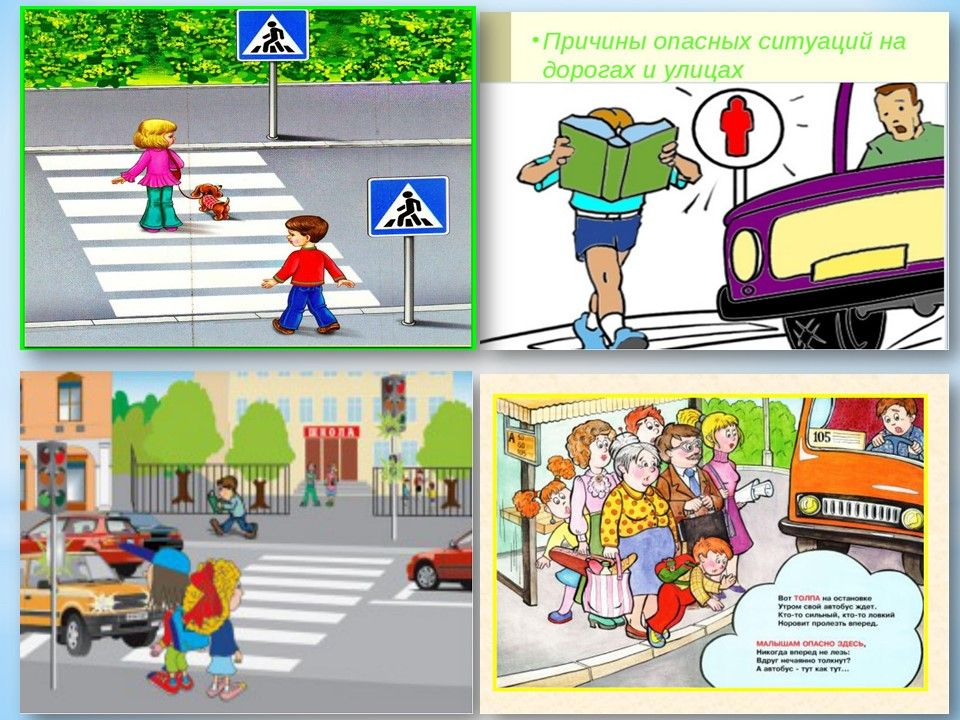 •Причины опасных ситуаций на
дорогах и улицах
ШКОЛА
А
105
Вот ТОЛПА на остановке
Утром свой автобус ждет.
Кто-то сильный, кто-то ловкий
Норовит пролезть вперед.
МАЛЫШАМ ОПАСНО ЗДЕСЬ,
Никогда вперед не лезь:
Вдруг нечаянно толкнут?
А автобус - тут как тут...